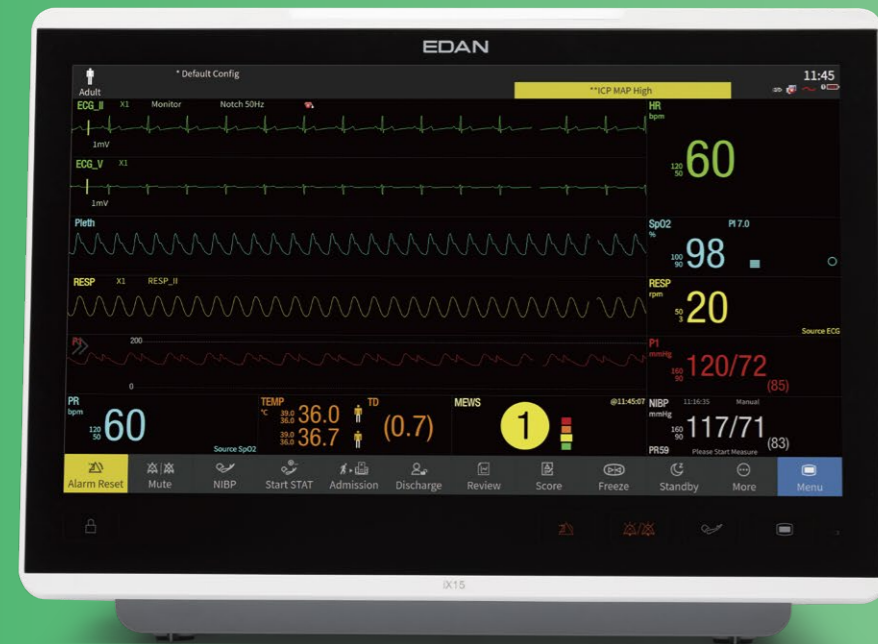 EDAN
* Default Config
**ICP MAP High
11:45
Adult
ECG_II X1 Monitor Notch 50Hz
1mV
HR
bpm
120
50
60
ECG_V X1
1mV
Pleth
SpO2
%
PI 7.0
100
90
98
RESP X1 RESP_II
RESP
rpm
50
3
20
Source ECG
200
0
P1
mmHg
160
90
120/72
(85)
PR
bpm
120
50
60
Source SpO2
TEMP
°C
39.0
36.0
36.0
39.0
36.0
36.7
TD
(0.7)
MEWS
@11:45:07
1
NIBP 11:16:35 Manual
mmHg
160
90
117/71
(83)
PR59 Please Start Measure
Alarm Reset Mute NIBP Start STAT Admission Discharge Review Score Freeze Standby More Menu
iX15